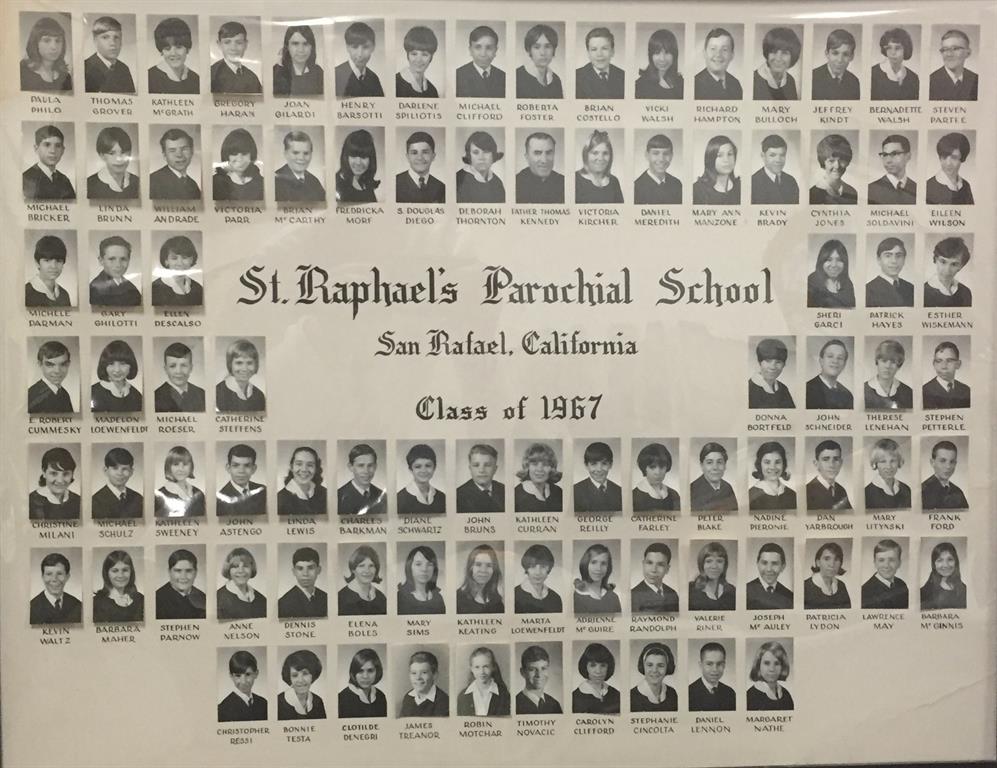 PAULA PHILO
THOMAS GROVER
KATHLEEN McGRATH
GREGORY HARAN
JOAN GILARDI
HENRY BARSOTTI
DARLENE SPILIOTIS
MICHAEL CLIFFORD
ROBERTA FOSTER
BRIAN COSTELLO
VICKI WALSH
RICHARD HAMPTON
MARY BULLOCH
JEFFREY KINDT
BERNADETTE WALSH
STEVEN PARTEE
MICHAEL BRICKER
LINDA BRUNN
WILLIAM ANDRADE
VICTORIA PARR
BRIAN McCARTHY
FREDRICKA MORF
S. DOUGLAS DIEGO
DEBORAH THORNTON
FATHER THOMAS KENNEDY
VICTORIA KIRCHER
DANIEL MEREDITH
MARY ANN MANZONE
KEVIN BRADY
CYNTHIA JONES
MICHAEL SOLDAVINI
EILEEN WILSON
MICHELE DARMAN
GARY GHILOTTI
ELLEN DESCALSO
St. Raphael's Parochial School
SHERI GARCI
PATRICK HAYES
ESTHER WISKEMANN
San Rafael, California
E. ROBERT CUMMESKY
MADELON LOEWENFELDT
MICHAEL ROESER
CATHERINE STEFFENS
Class of 1967
DONNA BORTFELD
JOHN SCHNEIDER
THERESE LENEHAN
STEPHEN PETTERLE
CHRISTINE MILANI
MICHAEL SCHULZ
KATHLEEN SWEENEY
JOHN ASTENGO
LINDA LEWIS
CHARLES BARKMAN
DIANE SCHWARTZ
JOHN BRUNS
KATHLEEN CURRAN
GEORGE REILLY
CATHERINE FARLEY
PETER BLAKE
NADINE PIERONIE
DAN YARBROUGH
MARY LITYNSKI
FRANK FORD
KEVIN WALTZ
BARBARA MAHER
STEPHEN PARNOW
ANNE NELSON
DENNIS STONE
ELENA BOLES
MARY SIMS
KATHLEEN KEATING
MARTA LOEWENFELDT
ADRIENNE McGUIRE
RAYMOND RANDOLPH
VALERIE RINER
JOSEPH McAULEY
PATRICIA LYDON
LAWRENCE MAY
BARBARA McGINNIS
CHRISTOPHER RESSI
BONNIE TESTA
CLOTILDE DENEGRI
JAMES TREANOR
ROBIN MOTCHAR
TIMOTHY NOVACIC
CAROLYN CLIFFORD
STEPHANIE CINCOLTA
DANIEL LENNON
MARGARET NATHE